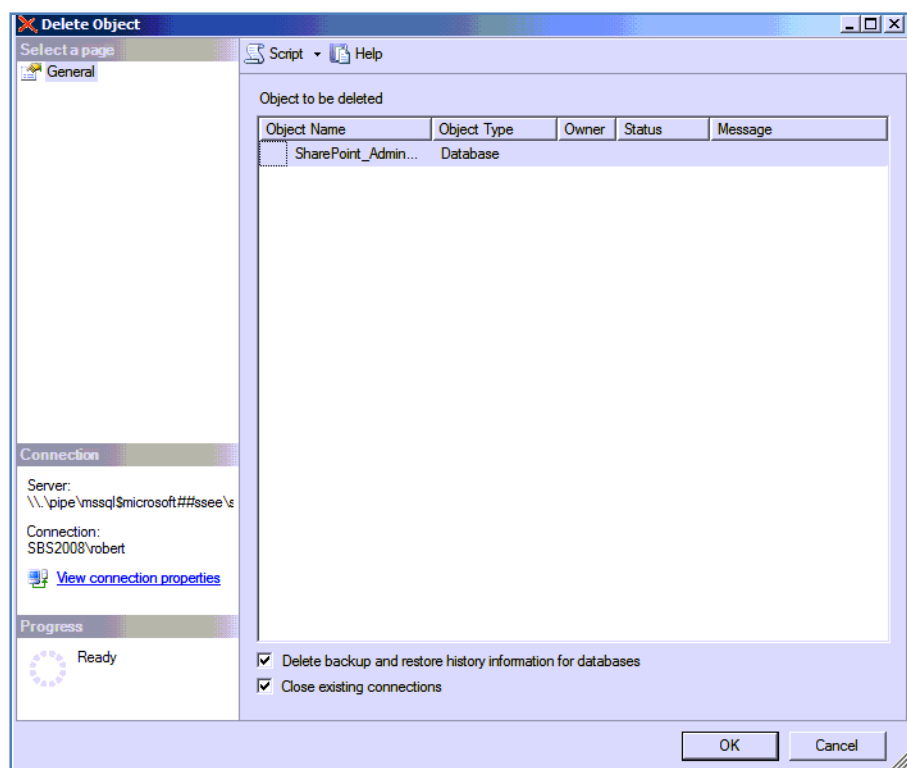 Delete Object
Select a page
General
Script Help
Object to be deleted
Object Name Object Type Owner Status Message
SharePoint_Admin... Database
Connection
Server:
\\.\pipe\mssql$microsoft##ssee\s
Connection:
SBS2008\robert
View connection properties
Progress
Ready
Delete backup and restore history information for databases
Close existing connections
OK Cancel